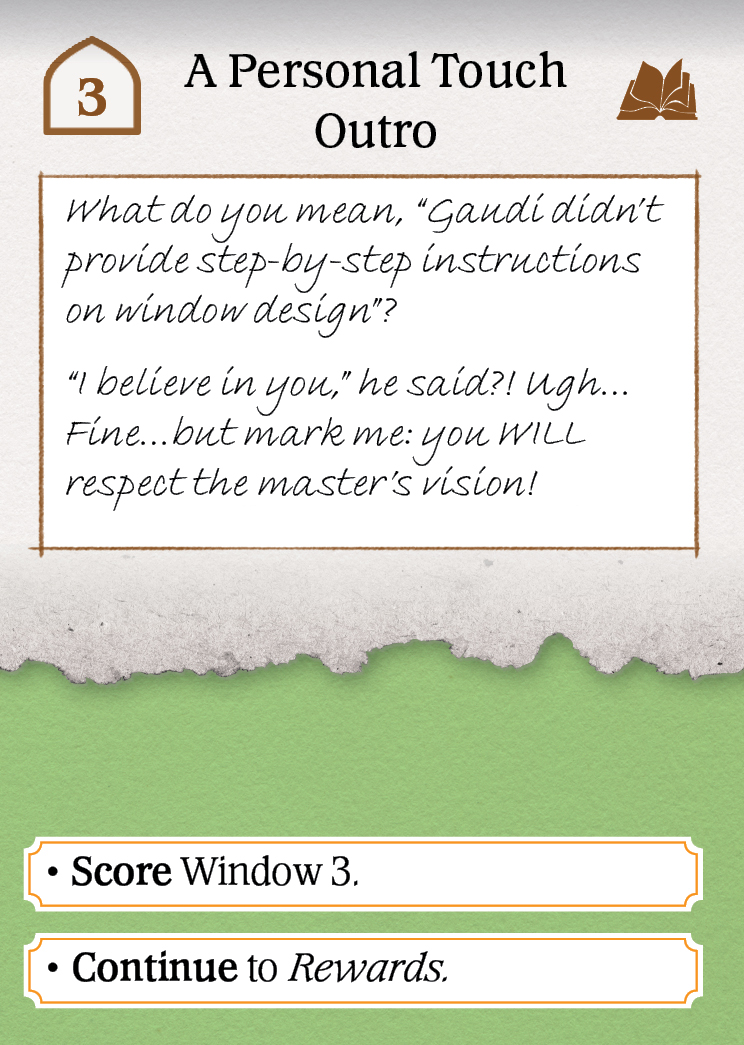 3
A Personal Touch
Outro
What do you mean, “Gaudí didn’t
provide step-by-step instructions
on window design”?
“I believe in you,” he said?! Ugh...
Fine...but mark me: you WILL
respect the master’s vision!
• Score Window 3.
• Continue to Rewards.